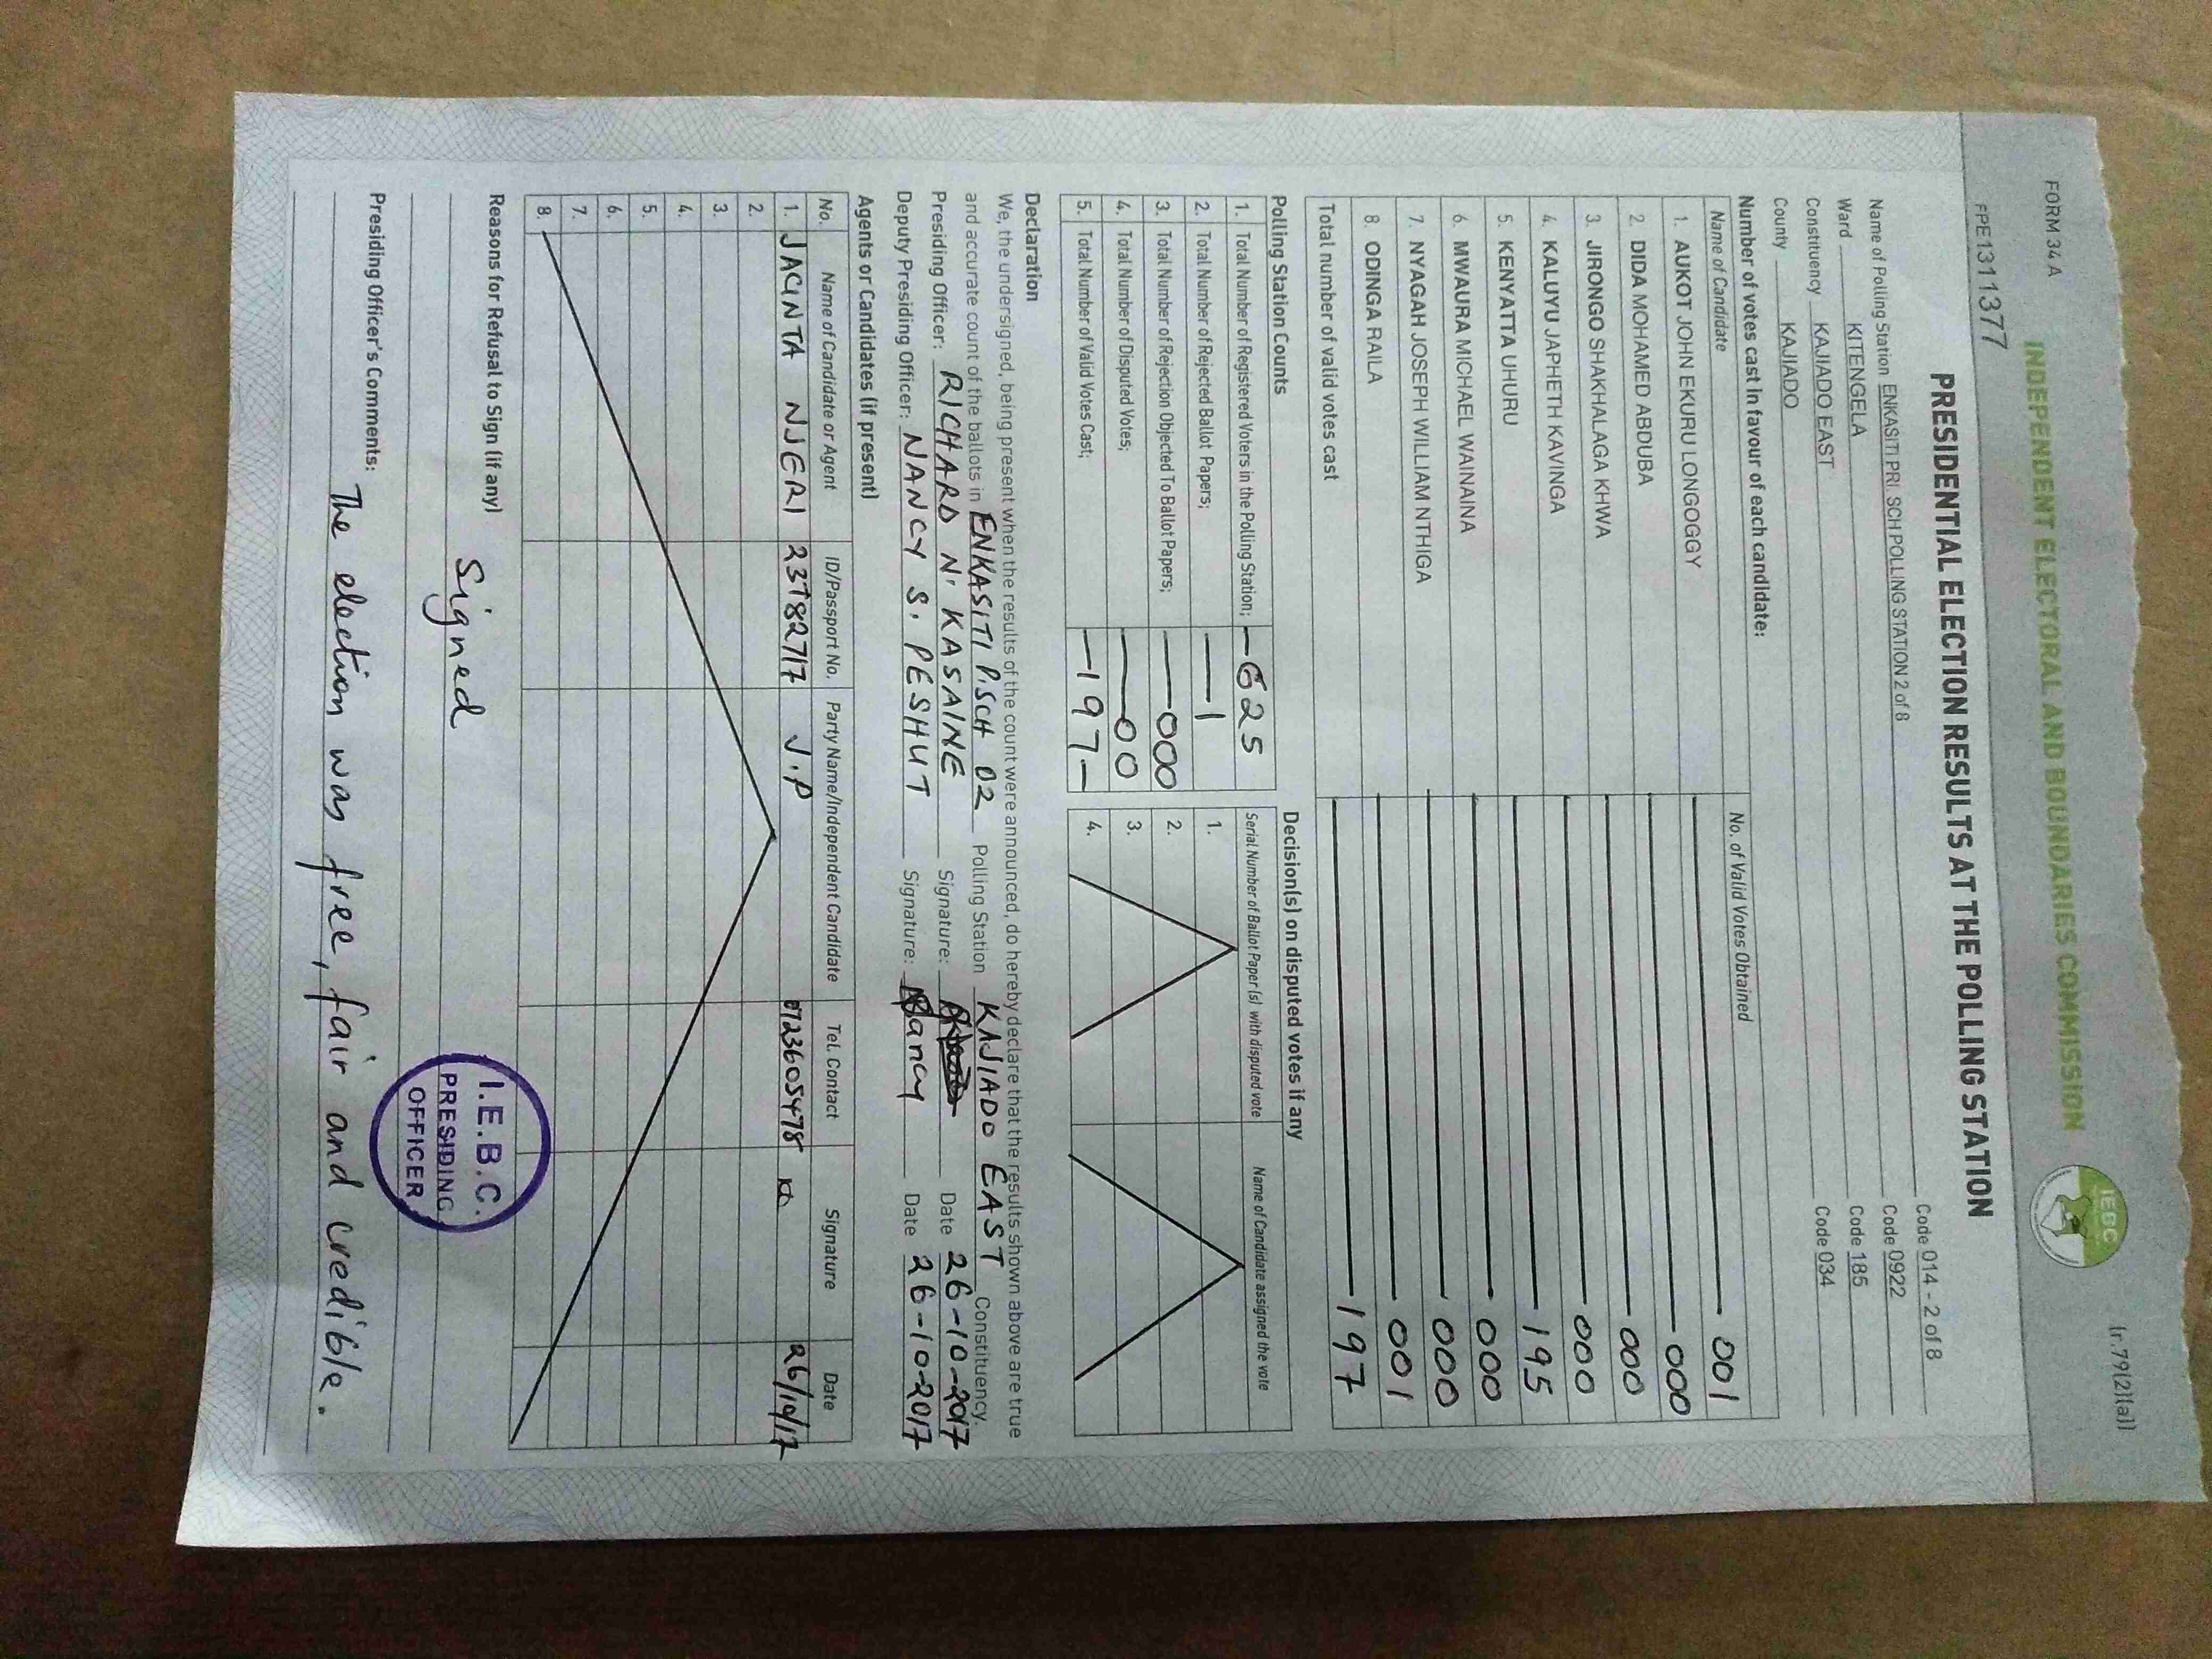 FORM 34 A
(r.79(2)(a))
INDEPENDENT ELECTORAL AND BOUNDARIES COMMISSION
IEBC
FPE1311377
PRESIDENTIAL ELECTION RESULTS AT THE POLLING STATION
Name of Polling Station ENKASITI PRI. SCH POLLING STATION 2 of 8 Code 014 - 2 of 8
Ward KITENGELA Code 0922
Constituency KAJIADO EAST Code 185
County KAJIADO Code 034
Number of votes cast in favour of each candidate:
Name of Candidate No. of Valid Votes Obtained
1. AUKOT JOHN EKURU LONGOGGY 001
2. DIDA MOHAMED ABDUBA 000
3. JIRONGO SHAKHALAGA KHWA 000
4. KALUYU JAPHETH KAVINGA 000
5. KENYATTA UHURU 195
6. MWAURA MICHAEL WAINAINA 000
7. NYAGAH JOSEPH WILLIAM NTHIGA 000
8. ODINGA RAILA 001
Total number of valid votes cast 197
Polling Station Counts
1. Total Number of Registered Voters in the Polling Station; 625
2. Total Number of Rejected Ballot Papers; 1
3. Total Number of Rejection Objected To Ballot Papers; 000
4. Total Number of Disputed Votes; 00
5. Total Number of Valid Votes Cast; 197
Decision(s) on disputed votes if any
Serial Number of Ballot Paper (s) with disputed vote Name of Candidate assigned the vote
1.
2.
3.
4.
Declaration
We, the undersigned, being present when the results of the count were announced, do hereby declare that the results shown above are true
and accurate count of the ballots in ENKASITI P.SCH 02 Polling Station KAJIADO EAST Constituency.
Presiding Officer: RICHARD N. KASAINE Signature: Date 26-10-2017
Deputy Presiding Officer: NANCY S. PESHUT Signature: Nancy Date 26-10-2017
Agents or Candidates (if present)
No. Name of Candidate or Agent ID/Passport No. Party Name/Independent Candidate Tel. Contact Signature Date
1. JACINTA NJERI 23782717 J.P 0723605478 26/10/17
2.
3.
4.
5.
6.
7.
8.
Reasons for Refusal to Sign (if any)
Signed
Presiding Officer's Comments:
The election was free, fair and credible.
I.E.B.C.
PRESIDING
OFFICER